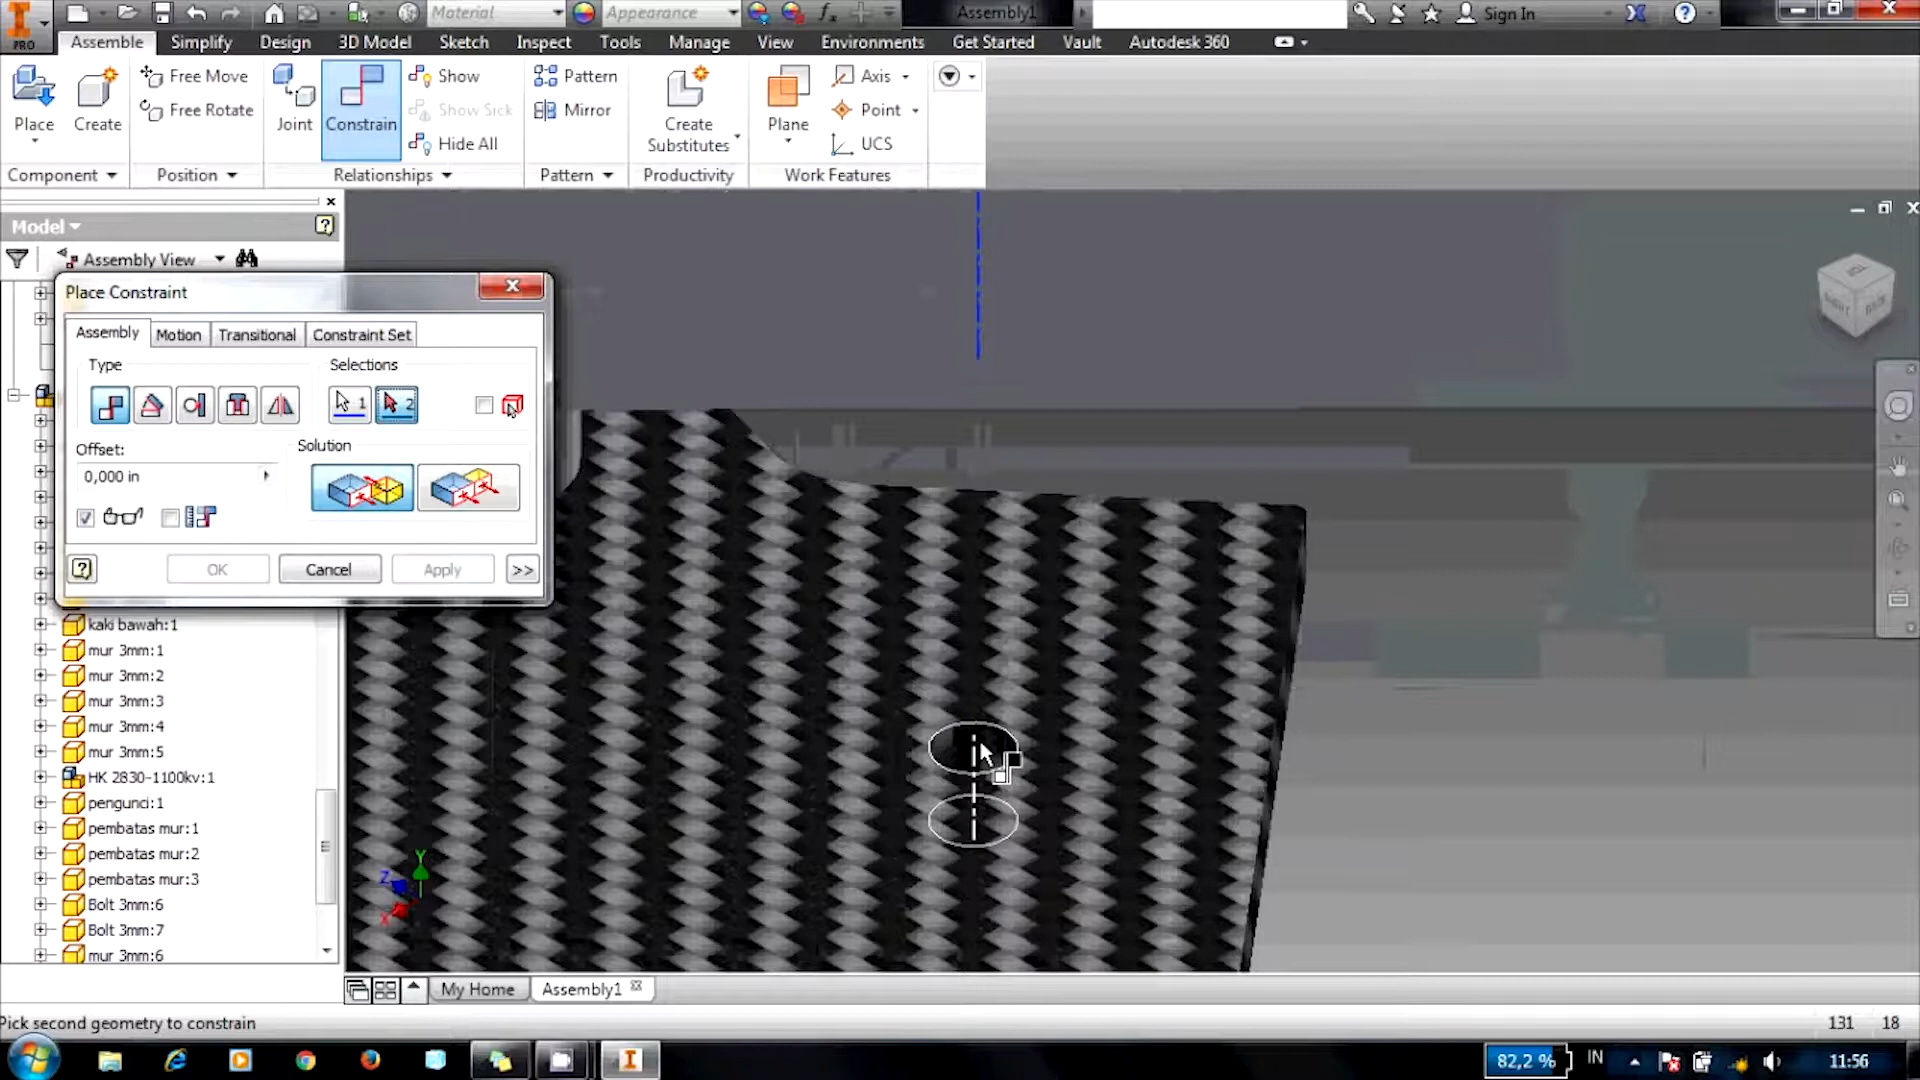 Material
Appearance
Assembly1
Sign In
PRO
Assemble
Simplify
Design
3D Model
Sketch
Inspect
Tools
Manage
View
Environments
Get Started
Vault
Autodesk 360
Place
Create
Free Move
Free Rotate
Joint
Constrain
Show
Show Sick
Hide All
Pattern
Mirror
Create
Substitutes
Plane
Axis
Point
UCS
Component
Position
Relationships
Pattern
Productivity
Work Features
Model
Assembly View
Place Constraint
Assembly
Motion
Transitional
Constraint Set
Type
Selections
1
2
Offset:
Solution
0,000 in
OK
Cancel
Apply
>>
kaki bawah:1
mur 3mm:1
mur 3mm:2
mur 3mm:3
mur 3mm:4
mur 3mm:5
HK 2830-1100kv:1
pengunci:1
pembatas mur:1
pembatas mur:2
pembatas mur:3
Bolt 3mm:6
Bolt 3mm:7
mur 3mm:6
Y
Z
X
My Home
Assembly1
Pick second geometry to constrain
131
18
82,2 %
IN
11:56